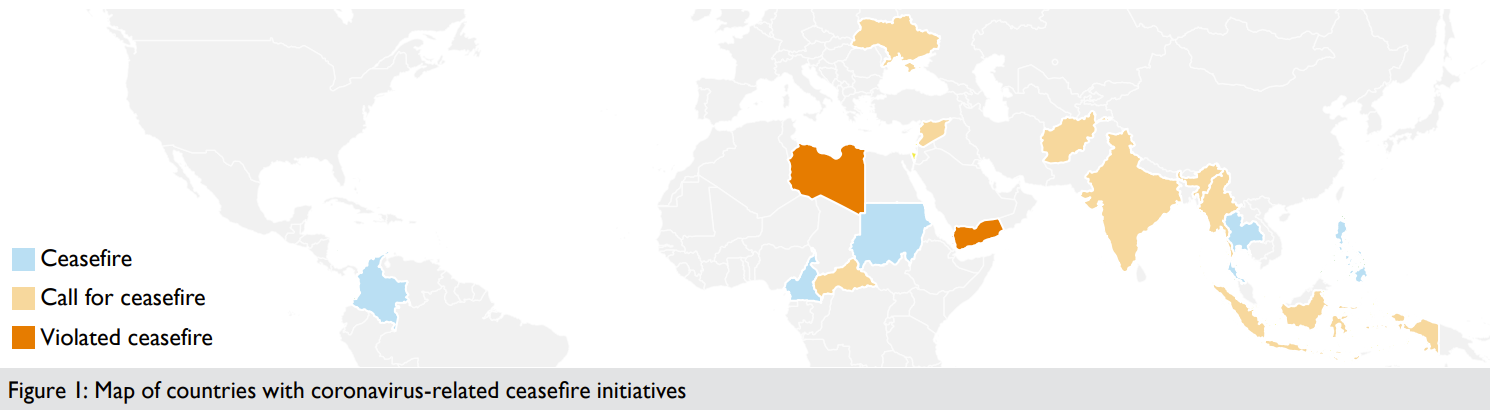 Ceasefire
Call for ceasefire
Violated ceasefire
Figure 1: Map of countries with coronavirus-related ceasefire initiatives